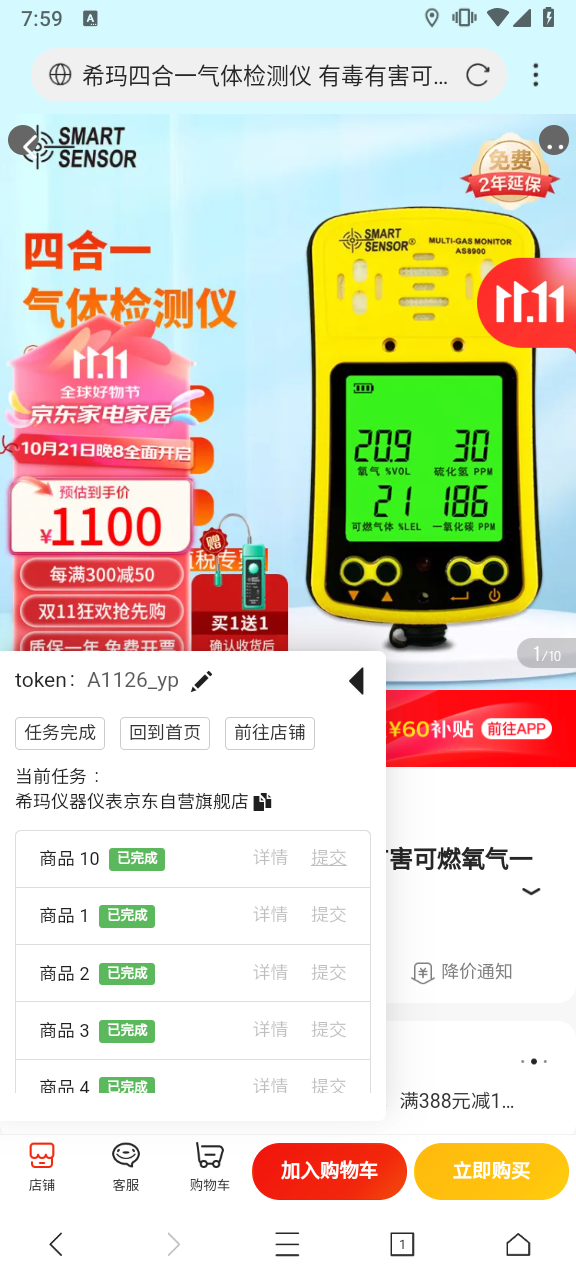 7:59
A
希玛四合一气体检测仪 有毒有害可...
SMART
SENSOR
免费
2年延保
四合一
气体检测仪
SMART
SENSOR®
MULTI-GAS MONITOR
AS8900
11.11
11.11
全球好物节
京东家电家居
10月21日晚8全面开启
预估到手价
¥1100
每满300减50
双11狂欢抢先购
质保一年 免费开票
赠
买1送1
确认收货后
20.9
30
氧气 %VOL
硫化氢 PPM
21
186
可燃气体 %LEL
一氧化碳 PPM
1/10
token： A1126_yp
任务完成
回到首页
前往店铺
¥60补贴
前往APP
当前任务：
希玛仪器仪表京东自营旗舰店
害可燃氧气一
降价通知
满388元减1...
商品 10 已完成 详情 提交
商品 1 已完成 详情 提交
商品 2 已完成 详情 提交
商品 3 已完成 详情 提交
商品 4 已完成 详情 提交
店铺
客服
购物车
加入购物车
立即购买
1